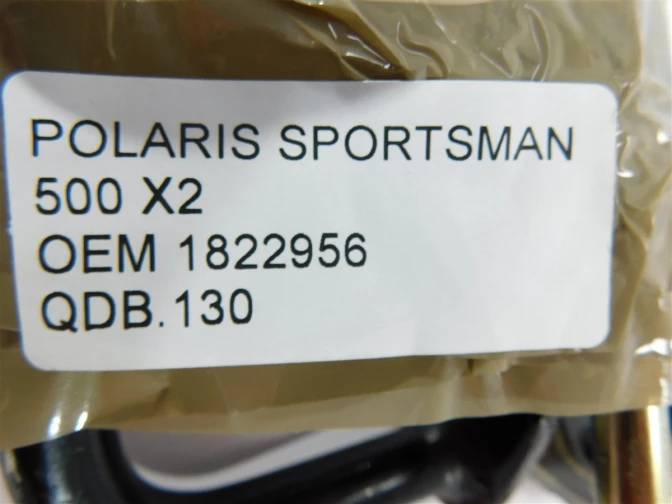 POLARIS SPORTSMAN
500 X2
OEM 1822956
QDB.130